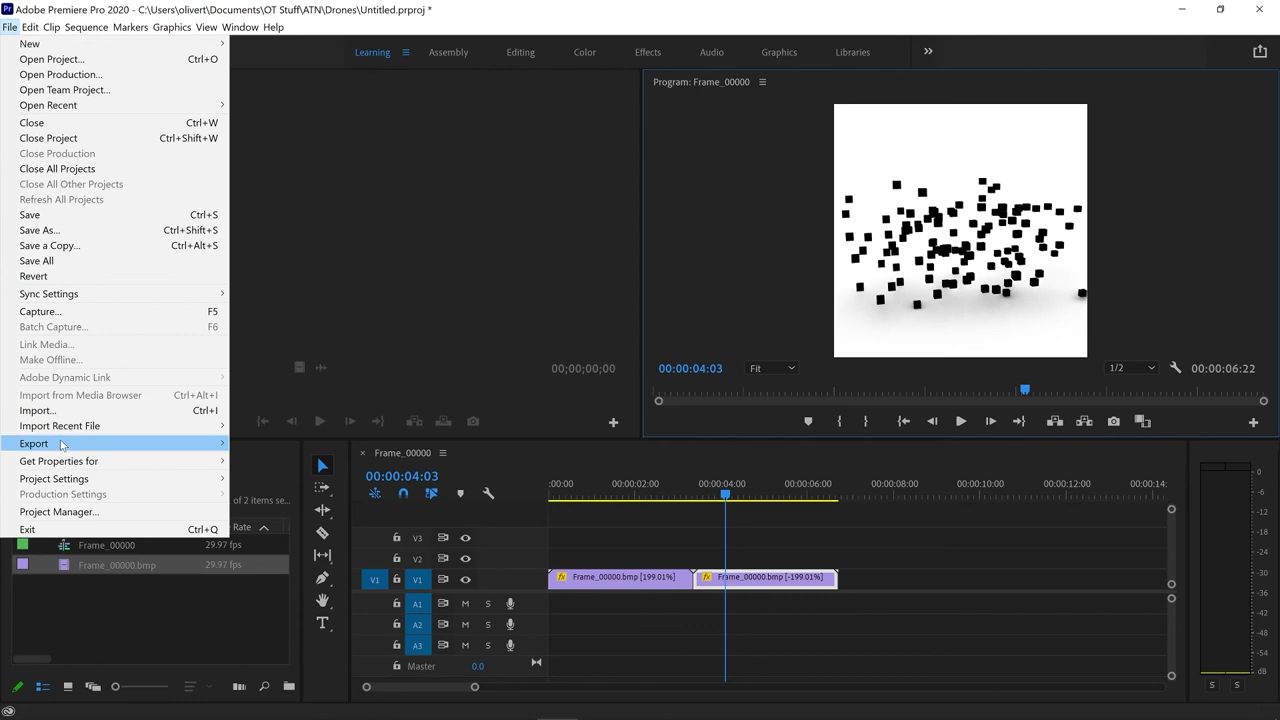 Adobe Premiere Pro 2020 - C:\Users\olivert\Documents\OT Stuff\ATN\Drones\Untitled.prproj *
File Edit Clip Sequence Markers Graphics View Window Help
New
Open Project... Ctrl+O
Open Production...
Open Team Project...
Open Recent
Close Ctrl+W
Close Project Ctrl+Shift+W
Close Production
Close All Projects
Close All Other Projects
Refresh All Projects
Save Ctrl+S
Save As... Ctrl+Shift+S
Save a Copy... Ctrl+Alt+S
Save All
Revert
Sync Settings
Capture... F5
Batch Capture... F6
Link Media...
Make Offline...
Adobe Dynamic Link
Import from Media Browser Ctrl+Alt+I
Import... Ctrl+I
Import Recent File
Export
Get Properties for
Project Settings
Production Settings
Project Manager...
Exit Ctrl+Q
Learning Assembly Editing Color Effects Audio Graphics Libraries
Program: Frame_00000
00;00;00;00
00:00:04:03 Fit 1/2 00:00:06:22
of 2 items se...
Rate
Frame_00000 29.97 fps
Frame_00000.bmp 29.97 fps
Frame_00000
00:00:04:03
:00:00 00:00:02:00 00:00:04:00 00:00:06:00 00:00:08:00 00:00:10:00 00:00:12:00 00:00:14:
V3
V2
V1 V1 fx Frame_00000.bmp [199.01%] fx Frame_00000.bmp [-199.01%]
A1 M S
A2 M S
A3 M S
Master 0.0
0
-6
-12
-18
-24
-30
-36
-42
-48
-54
dB
S S